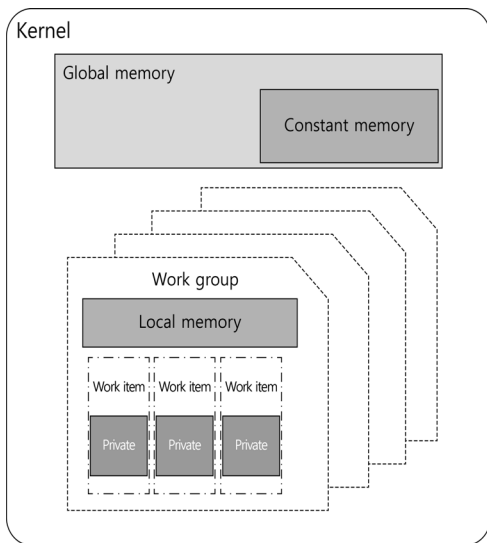 Kernel
Global memory
Constant memory
Work group
Local memory
Work item Work item Work item
Private Private Private